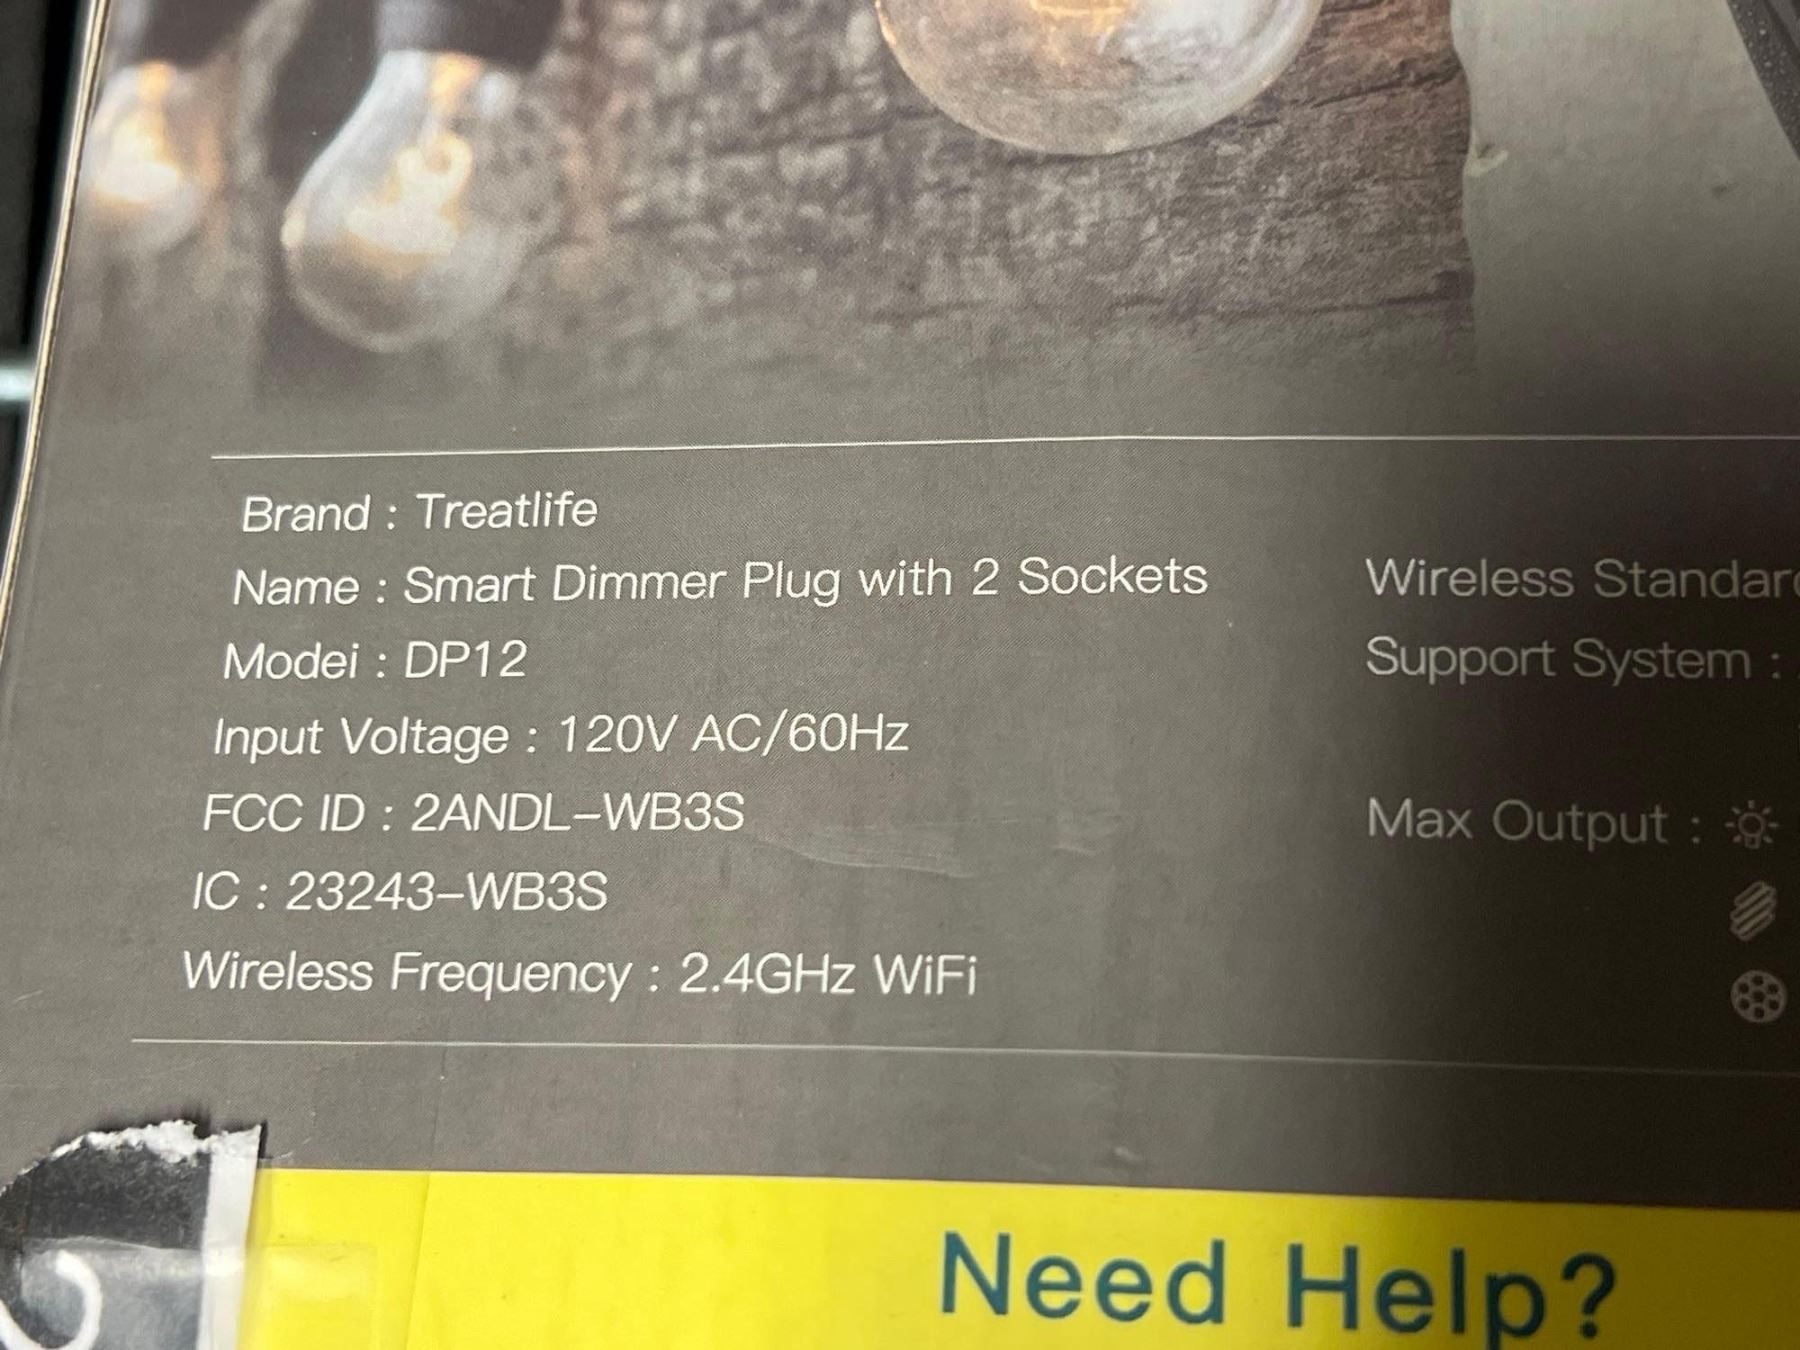 Brand : Treatlife
Name : Smart Dimmer Plug with 2 Sockets
Modei : DP12
Input Voltage : 120V AC/60Hz
FCC ID : 2ANDL-WB3S
IC : 23243-WB3S
Wireless Frequency : 2.4GHz WiFi
Wireless Standard
Support System :
Max Output :
Need Help?